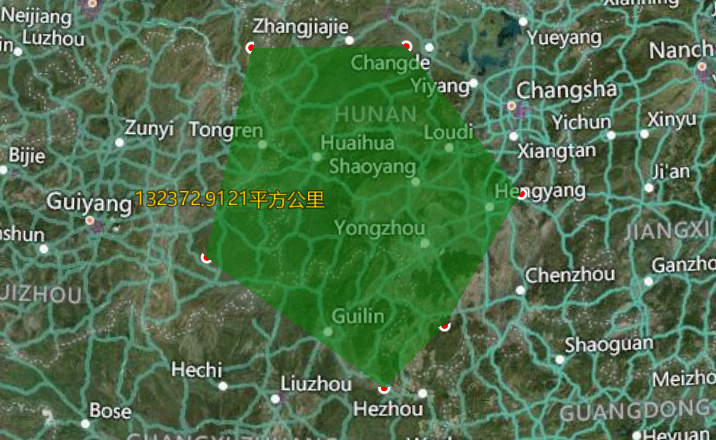 Neijiang
Zhangjiajie
Luzhou
Yueyang
Changde
Nanch
Yiyang
Changsha
HUNAN
Zunyi
Tongren
Loudi
Yichun
Xinyu
Huaihua
Bijie
Shaoyang
Xiangtan
Ji'an
Guiyang
132372.9121平方公里
Hengyang
Yongzhou
JIANGXI
shun
Ganzho
UIZHOU
Chenzhou
Guilin
Shaoguan
Hechi
Liuzhou
Meizho
Hezhou
Bose
GUANGDONG
Heyuan